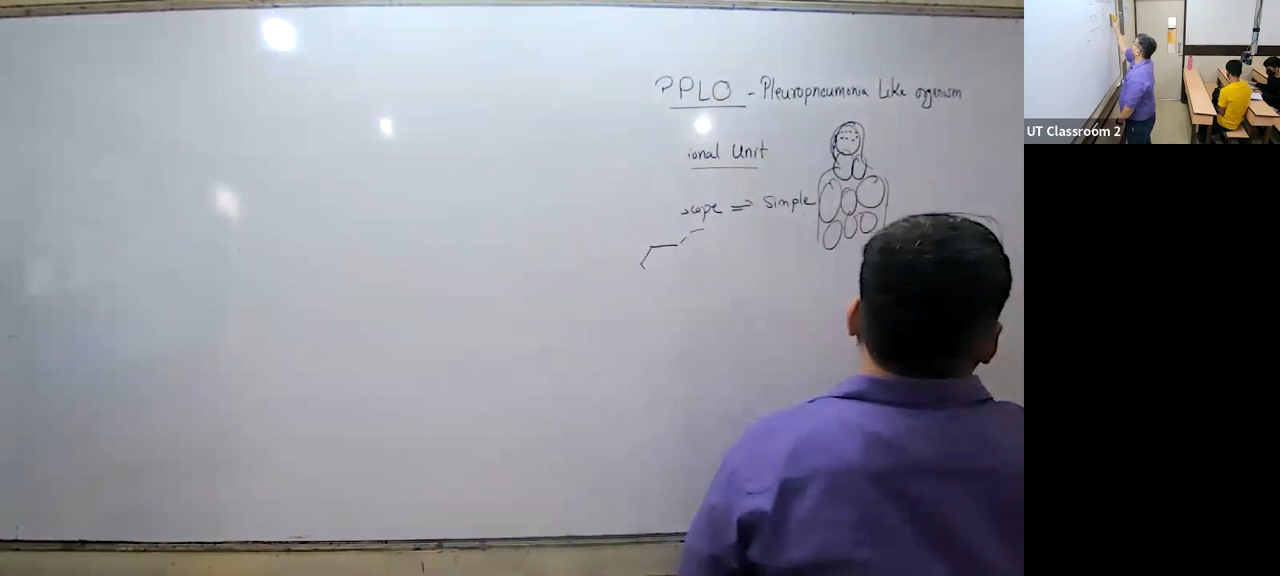 PPLO - Pleuropneumonia Like organism
ional Unit
scope ⇒ Simple
UT Classroom 2